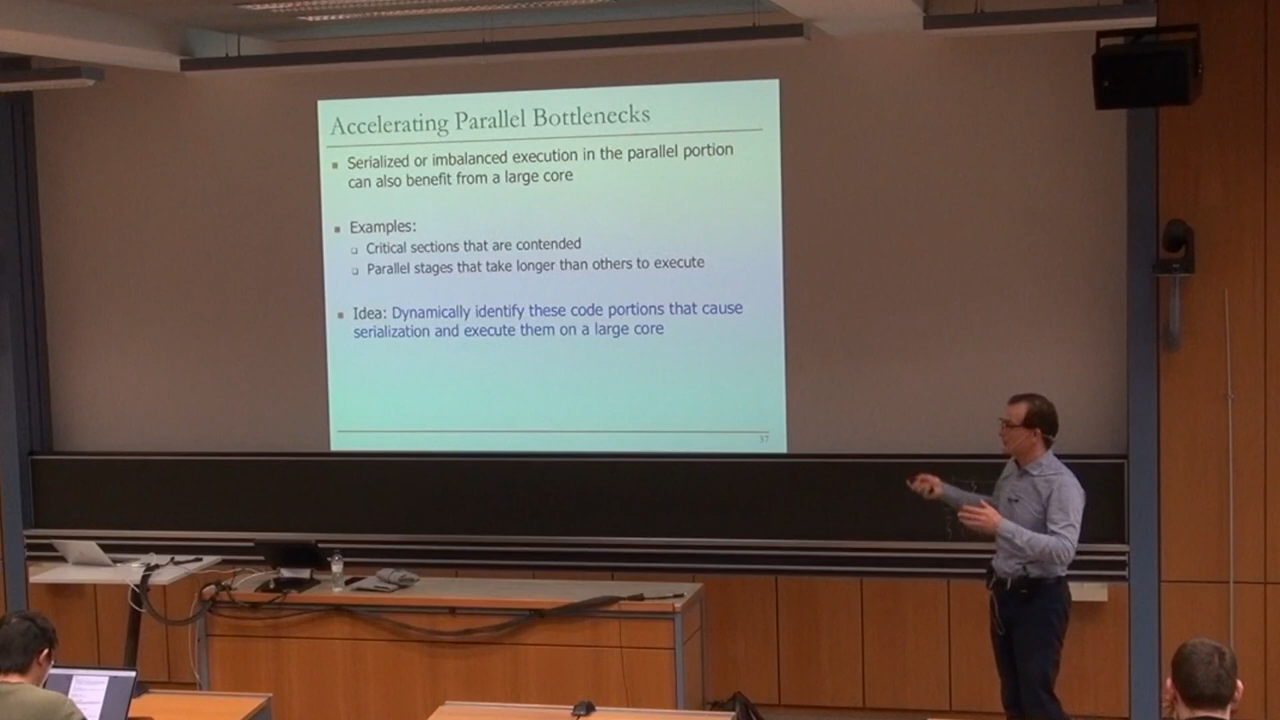 Accelerating Parallel Bottlenecks
Serialized or imbalanced execution in the parallel portion
can also benefit from a large core
Examples:
Critical sections that are contended
Parallel stages that take longer than others to execute
Idea: Dynamically identify these code portions that cause
serialization and execute them on a large core
37